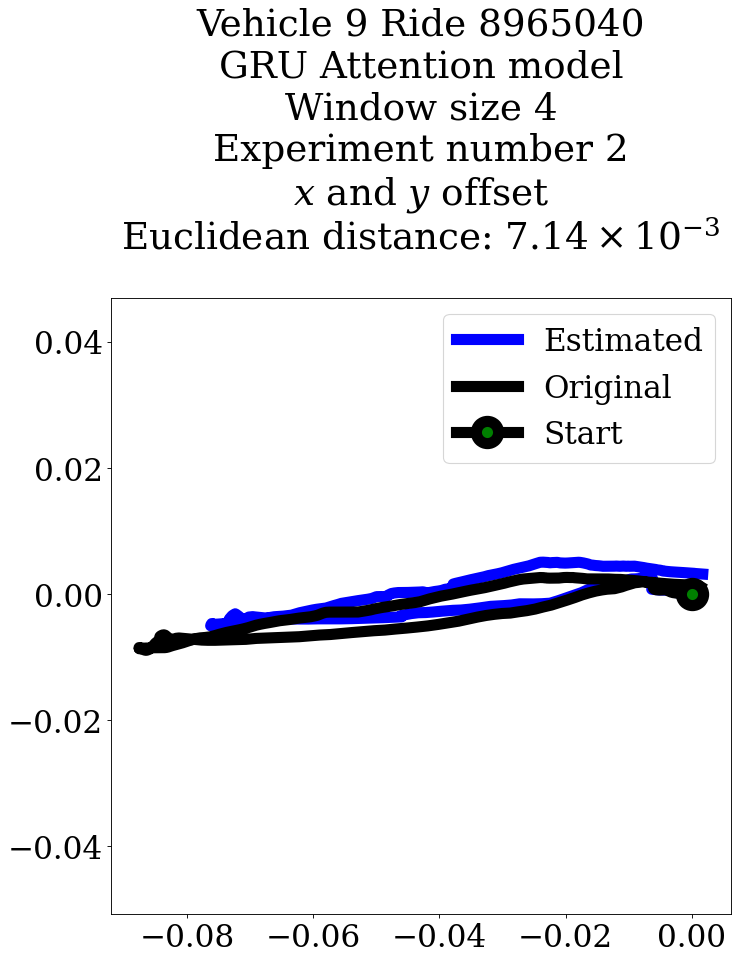 Vehicle 9 Ride 8965040
GRU Attention model
Window size 4
Experiment number 2
x and y offset
Euclidean distance: 7.14 × 10⁻³
Estimated
Original
Start
0.04
0.02
0.00
−0.02
−0.04
−0.08
−0.06
−0.04
−0.02
0.00